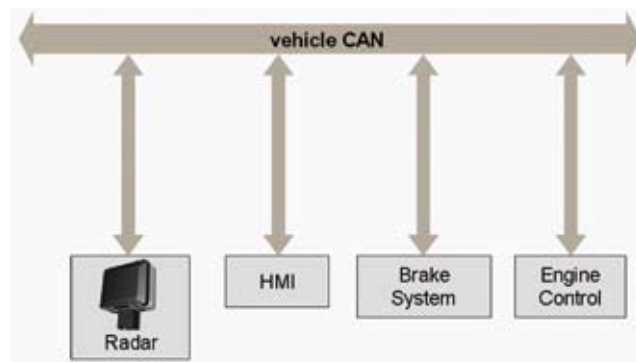 vehicle CAN
Radar
HMI
Brake
System
Engine
Control